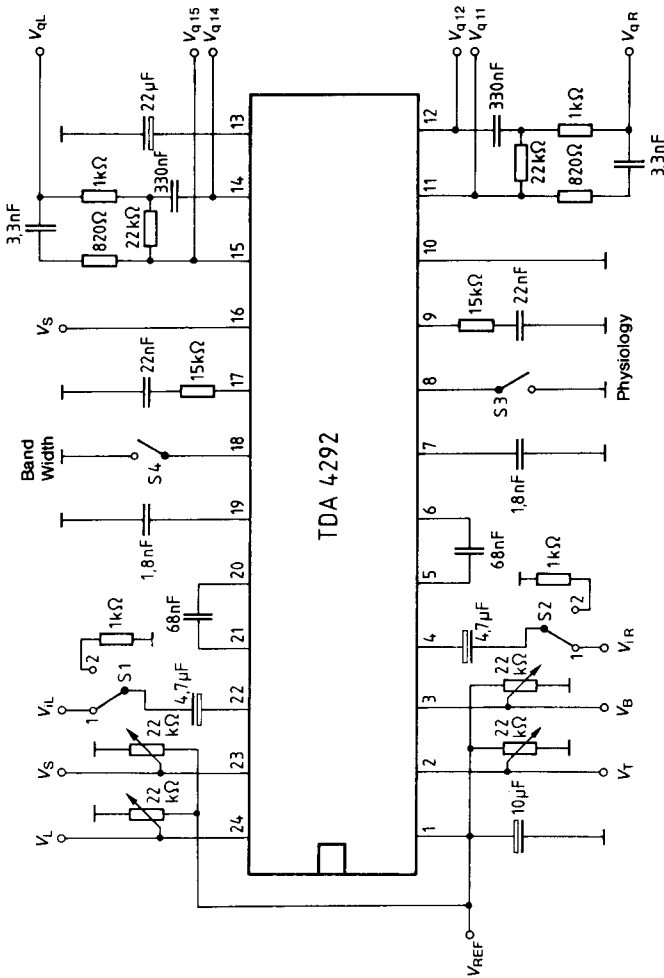 V_qL
V_q15
V_q14
V_q12
V_q11
V_qR
3,3nF
1kΩ
820Ω
22kΩ
330nF
22µF
13
14
15
16
17
18
19
20
21
22
23
24
V_S
22nF
15kΩ
Band
Width
S4
1,8nF
68nF
1kΩ
2
1
S1
V_iL
4,7µF
V_S
22
kΩ
V_L
22
kΩ
TDA 4292
12
11
10
9
8
7
6
5
4
3
2
1
330nF
1kΩ
22kΩ
820Ω
3,3nF
15kΩ
22nF
S3
Physiology
1,8nF
68nF
1kΩ
2
S2
1
4,7µF
V_iR
22
kΩ
V_B
22
kΩ
V_T
10µF
V_REF